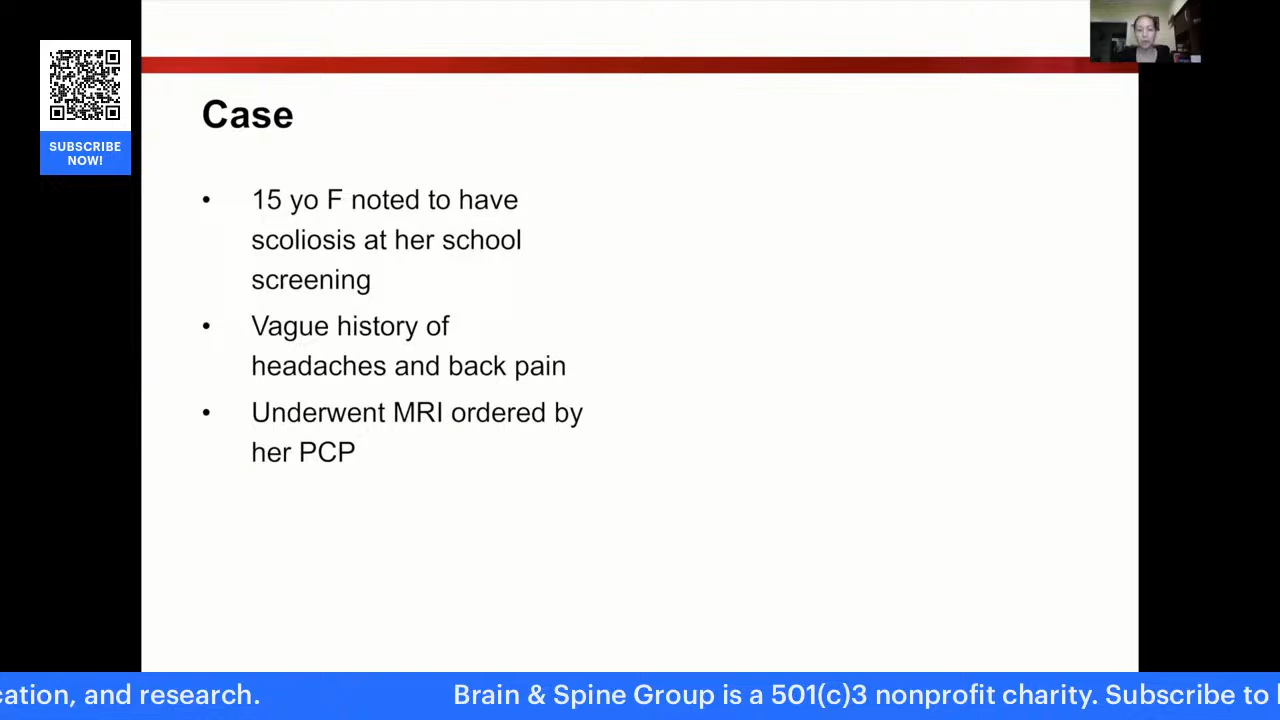 SUBSCRIBE
NOW!
Case
• 15 yo F noted to have
scoliosis at her school
screening
• Vague history of
headaches and back pain
• Underwent MRI ordered by
her PCP
cation, and research. Brain & Spine Group is a 501(c)3 nonprofit charity. Subscribe to